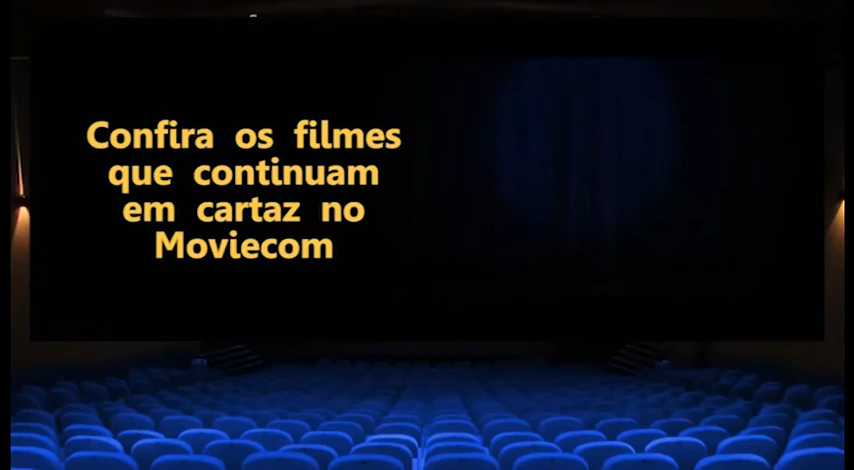 Confira os filmes
que continuam
em cartaz no
Moviecom